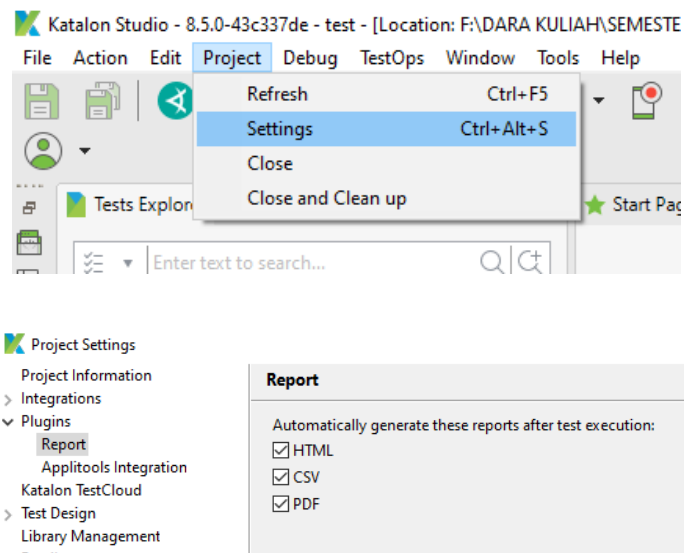 Katalon Studio - 8.5.0-43c337de - test - [Location: F:\DARA KULIAH\SEMESTE
File Action Edit Project Debug TestOps Window Tools Help
Refresh Ctrl+F5
Settings Ctrl+Alt+S
Close
Close and Clean up
Tests Explor
Start Pag
Enter text to search...
Project Settings
Project Information
Report
Integrations
Plugins
Automatically generate these reports after test execution:
Report
HTML
Applitools Integration
CSV
Katalon TestCloud
PDF
Test Design
Library Management